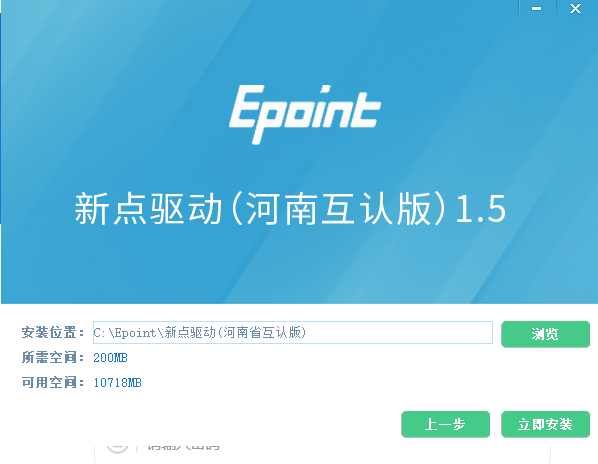 Epoint
新点驱动(河南互认版)1.5
安装位置: C:\Epoint\新点驱动(河南省互认版) 浏览
所需空间: 200MB
可用空间: 10718MB
上一步 立即安装